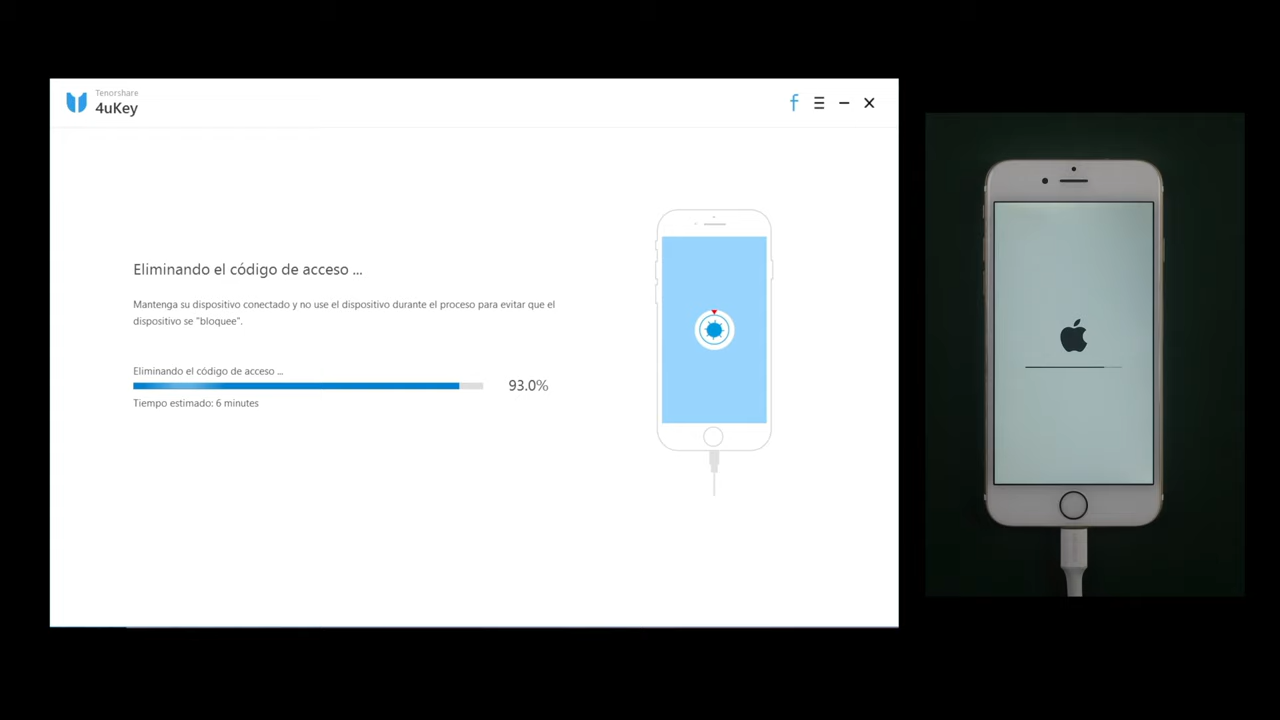 Tenorshare
4uKey
Eliminando el código de acceso ...
Mantenga su dispositivo conectado y no use el dispositivo durante el proceso para evitar que el
dispositivo se "bloquee".
Eliminando el código de acceso ...
93.0%
Tiempo estimado: 6 minutes